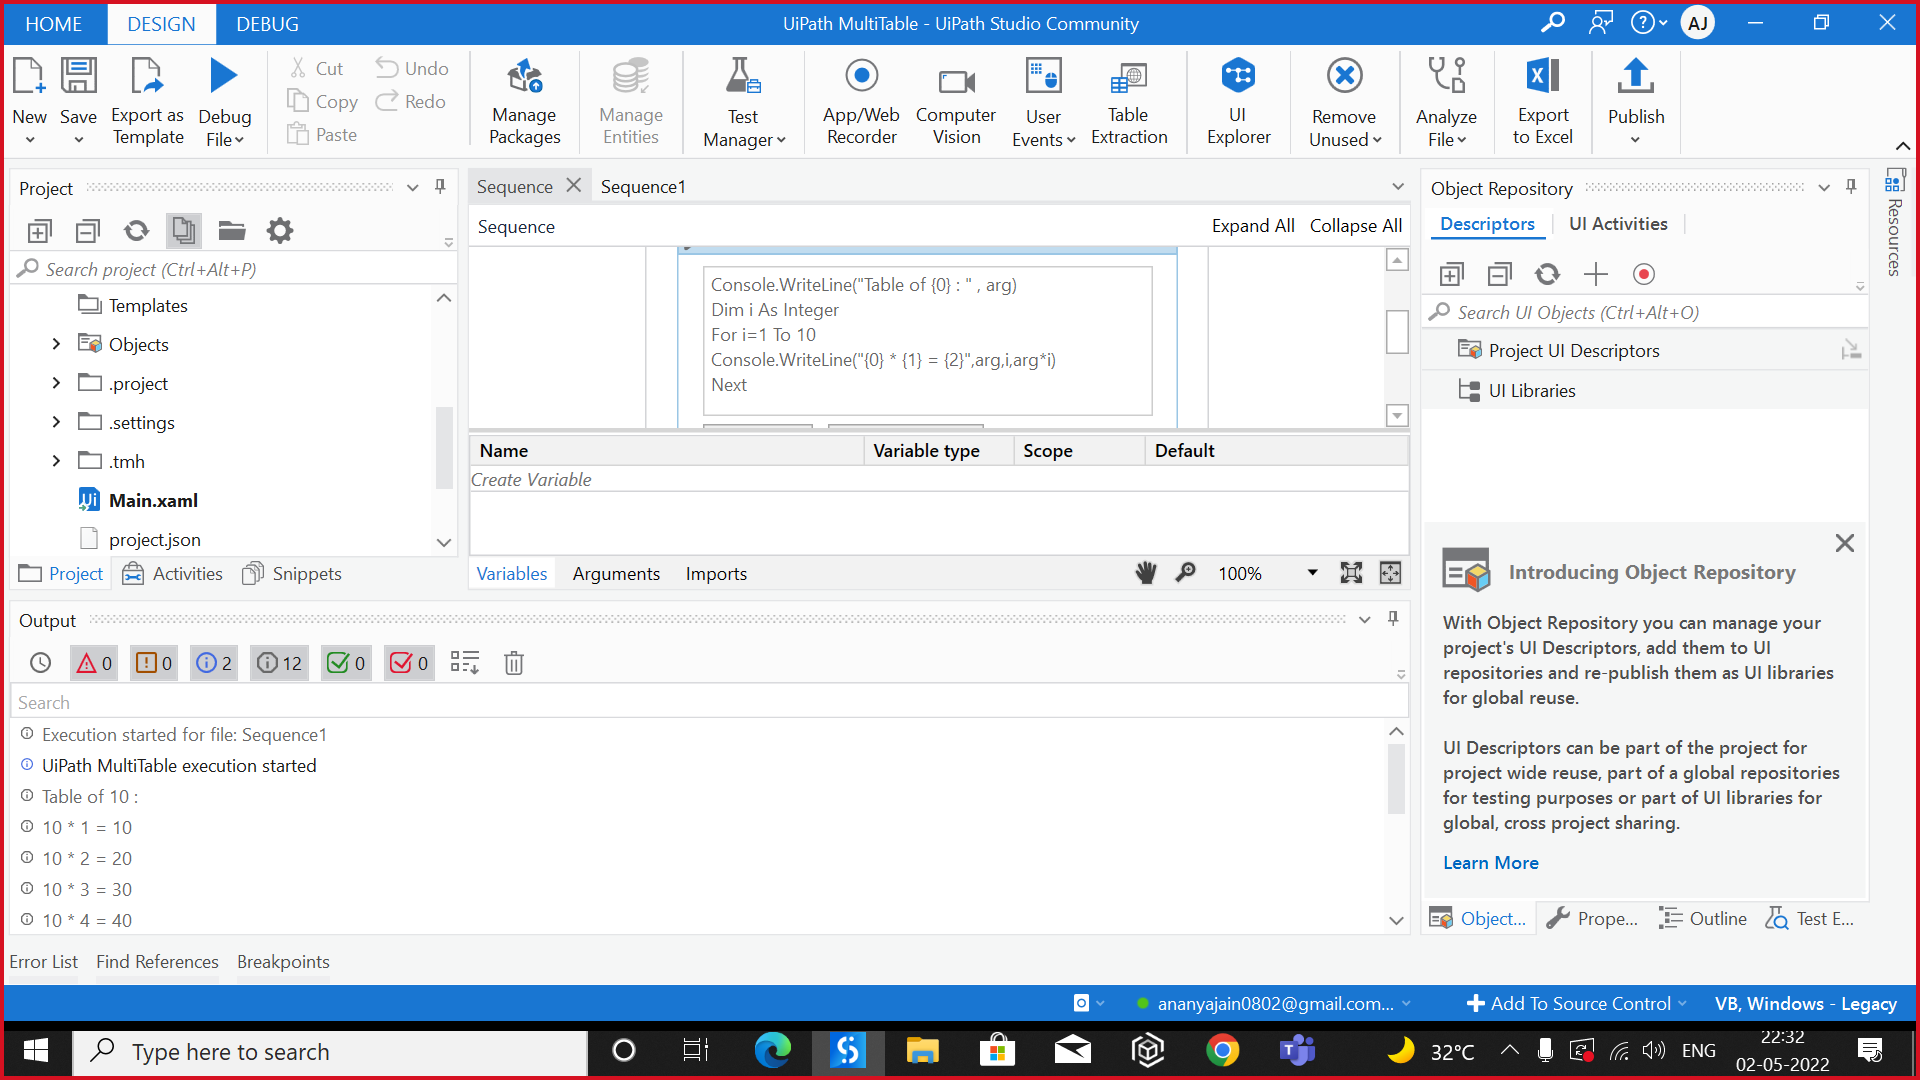 HOME DESIGN DEBUG UiPath MultiTable - UiPath Studio Community AJ
New Save Export as Template Debug File Cut Copy Paste Undo Redo Manage Packages Manage Entities Test Manager App/Web Recorder Computer Vision User Events Table Extraction UI Explorer Remove Unused Analyze File Export to Excel Publish
Project
Search project (Ctrl+Alt+P)
Templates
Objects
.project
.settings
.tmh
Main.xaml
project.json
Project Activities Snippets
Sequence Sequence1
Sequence Expand All Collapse All
Console.WriteLine("Table of {0} : " , arg)
Dim i As Integer
For i=1 To 10
Console.WriteLine("{0} * {1} = {2}",arg,i,arg*i)
Next
Name Variable type Scope Default
Create Variable
Variables Arguments Imports 100%
Output
0 0 2 12 0 0
Search
Execution started for file: Sequence1
UiPath MultiTable execution started
Table of 10 :
10 * 1 = 10
10 * 2 = 20
10 * 3 = 30
10 * 4 = 40
Error List Find References Breakpoints
Object Repository
Descriptors UI Activities
Search UI Objects (Ctrl+Alt+O)
Project UI Descriptors
UI Libraries
Introducing Object Repository
With Object Repository you can manage your
project's UI Descriptors, add them to UI
repositories and re-publish them as UI libraries
for global reuse.
UI Descriptors can be part of the project for
project wide reuse, part of a global repositories
for testing purposes or part of UI libraries for
global, cross project sharing.
Learn More
Object... Prope... Outline Test E...
Resources
ananyajain0802@gmail.com... Add To Source Control VB, Windows - Legacy
Type here to search 32°C ENG 22:32
02-05-2022